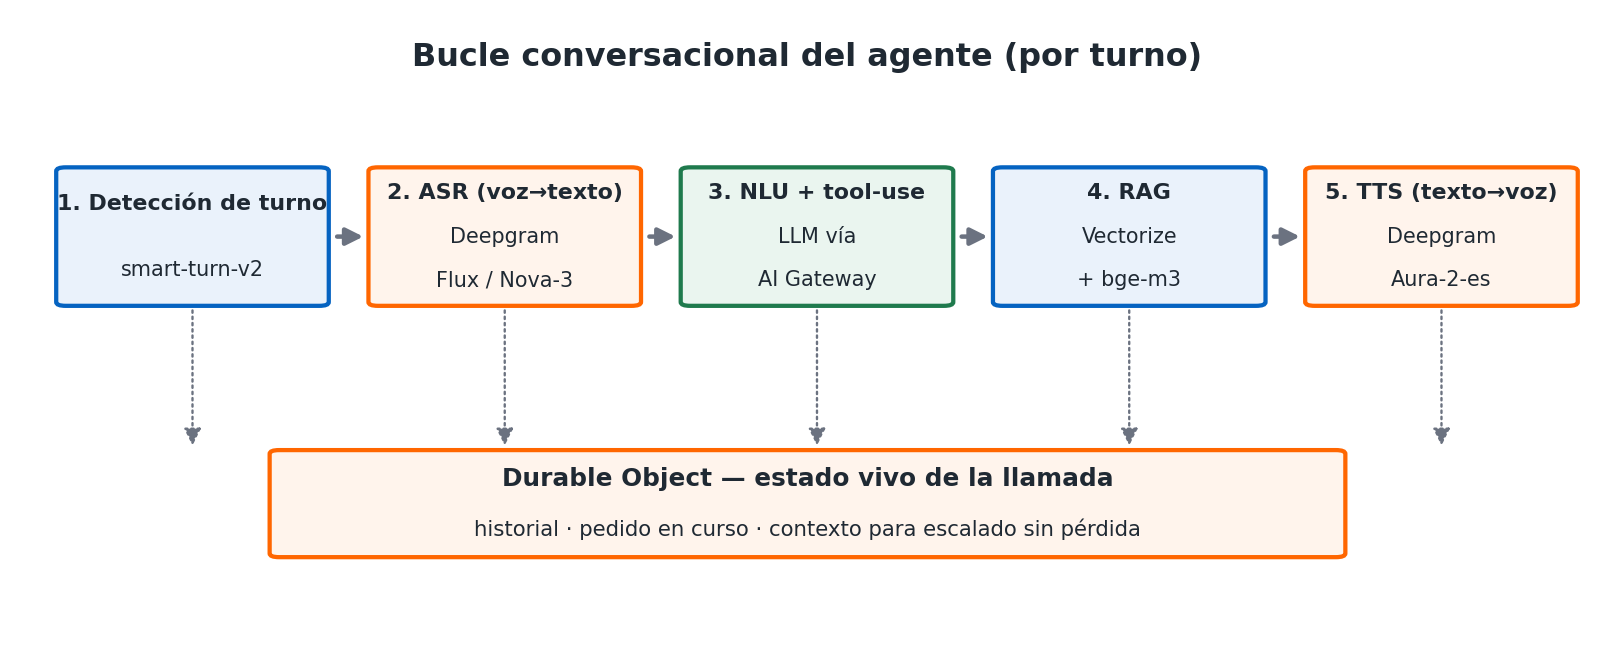 Bucle conversacional del agente (por turno)
1. Detección de turno
smart-turn-v2
2. ASR (voz→texto)
Deepgram
Flux / Nova-3
3. NLU + tool-use
LLM vía
AI Gateway
4. RAG
Vectorize
+ bge-m3
5. TTS (texto→voz)
Deepgram
Aura-2-es
Durable Object — estado vivo de la llamada
historial · pedido en curso · contexto para escalado sin pérdida